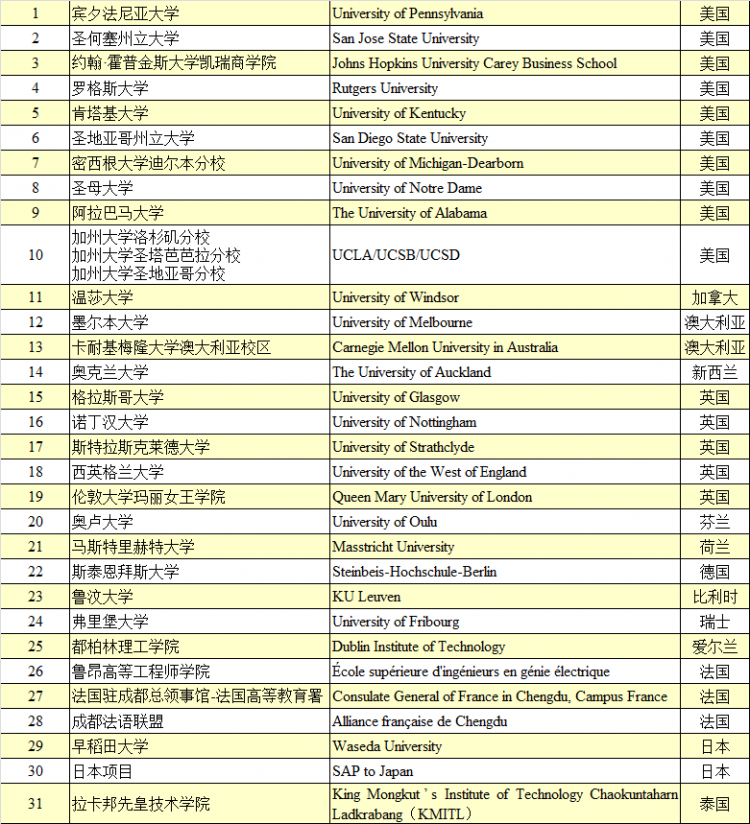 1 宾夕法尼亚大学 University of Pennsylvania 美国
2 圣何塞州立大学 San Jose State University 美国
3 约翰·霍普金斯大学凯瑞商学院 Johns Hopkins University Carey Business School 美国
4 罗格斯大学 Rutgers University 美国
5 肯塔基大学 University of Kentucky 美国
6 圣地亚哥州立大学 San Diego State University 美国
7 密西根大学迪尔本分校 University of Michigan-Dearborn 美国
8 圣母大学 University of Notre Dame 美国
9 阿拉巴马大学 The University of Alabama 美国
加州大学洛杉矶分校
10 加州大学圣塔芭芭拉分校 UCLA/UCSB/UCSD 美国
加州大学圣地亚哥分校
11 温莎大学 University of Windsor 加拿大
12 墨尔本大学 University of Melbourne 澳大利亚
13 卡耐基梅隆大学澳大利亚校区 Carnegie Mellon University in Australia 澳大利亚
14 奥克兰大学 The University of Auckland 新西兰
15 格拉斯哥大学 University of Glasgow 英国
16 诺丁汉大学 University of Nottingham 英国
17 斯特拉斯克莱德大学 University of Strathclyde 英国
18 西英格兰大学 University of the West of England 英国
19 伦敦大学玛丽女王学院 Queen Mary University of London 英国
20 奥卢大学 University of Oulu 芬兰
21 马斯特里赫特大学 Masstricht University 荷兰
22 斯泰恩拜斯大学 Steinbeis-Hochschule-Berlin 德国
23 鲁汶大学 KU Leuven 比利时
24 弗里堡大学 University of Fribourg 瑞士
25 都柏林理工学院 Dublin Institute of Technology 爱尔兰
26 鲁昂高等工程师学院 École supérieure d'ingénieurs en génie électrique 法国
27 法国驻成都总领事馆-法国高等教育署 Consulate General of France in Chengdu, Campus France 法国
28 成都法语联盟 Alliance française de Chengdu 法国
29 早稻田大学 Waseda University 日本
30 日本项目 SAP to Japan 日本
31 拉卡邦先皇技术学院 King Mongkut's Institute of Technology Chaokuntaharn 泰国
Ladkrabang（KMITL）